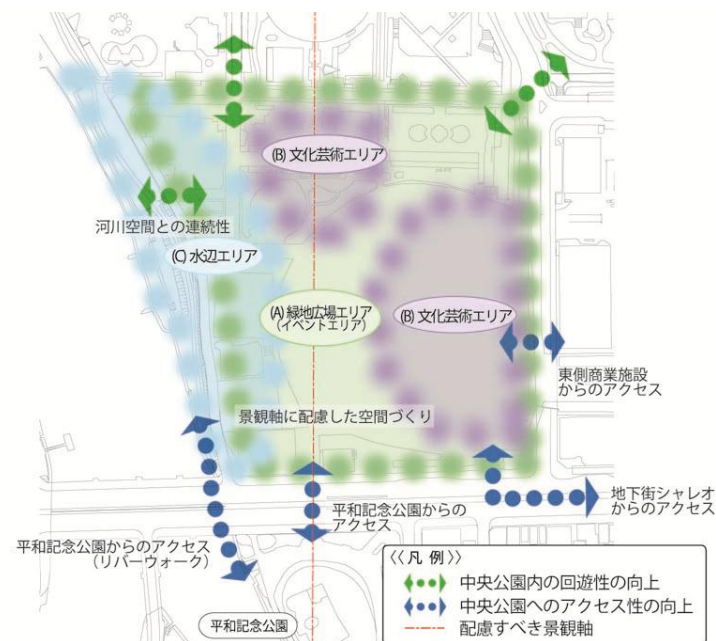 (B) 文化芸術エリア
河川空間との連続性
(C) 水辺エリア
(A) 緑地広場エリア
(イベントエリア)
(B) 文化芸術エリア
東側商業施設
からのアクセス
景観軸に配慮した空間づくり
地下街シャレオ
からのアクセス
平和記念公園からの
アクセス
平和記念公園からのアクセス
(リバーウォーク)
平和記念公園
《凡 例》
中央公園内の回遊性の向上
中央公園へのアクセス性の向上
配慮すべき景観軸